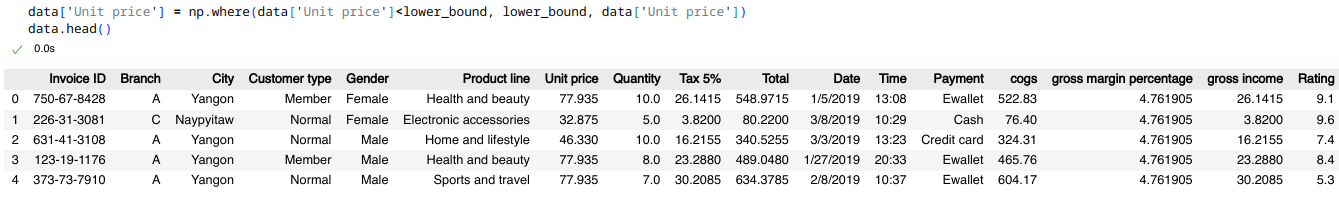 data['Unit price'] = np.where(data['Unit price']<lower_bound, lower_bound, data['Unit price'])
data.head()
0.0s
Invoice ID Branch City Customer type Gender Product line Unit price Quantity Tax 5% Total Date Time Payment cogs gross margin percentage gross income Rating
0 750-67-8428 A Yangon Member Female Health and beauty 77.935 10.0 26.1415 548.9715 1/5/2019 13:08 Ewallet 522.83 4.761905 26.1415 9.1
1 226-31-3081 C Naypyitaw Normal Female Electronic accessories 32.875 5.0 3.8200 80.2200 3/8/2019 10:29 Cash 76.40 4.761905 3.8200 9.6
2 631-41-3108 A Yangon Normal Male Home and lifestyle 46.330 10.0 16.2155 340.5255 3/3/2019 13:23 Credit card 324.31 4.761905 16.2155 7.4
3 123-19-1176 A Yangon Member Male Health and beauty 77.935 8.0 23.2880 489.0480 1/27/2019 20:33 Ewallet 465.76 4.761905 23.2880 8.4
4 373-73-7910 A Yangon Normal Male Sports and travel 77.935 7.0 30.2085 634.3785 2/8/2019 10:37 Ewallet 604.17 4.761905 30.2085 5.3